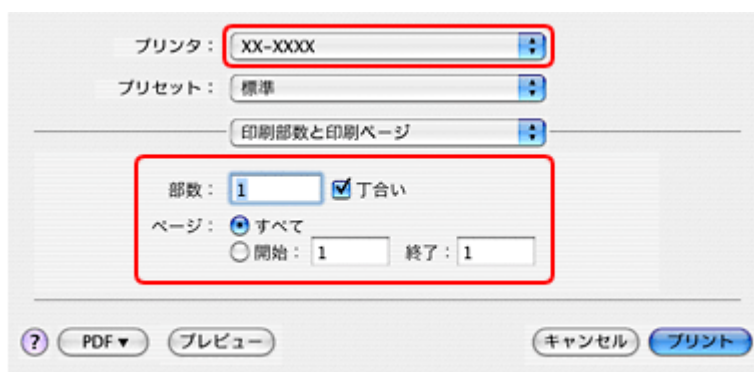 プリンタ： XX-XXXX
プリセット： 標準
印刷部数と印刷ページ
部数： 1 丁合い
ページ： すべて
開始： 1 終了： 1
? PDF▼ プレビュー キャンセル プリント